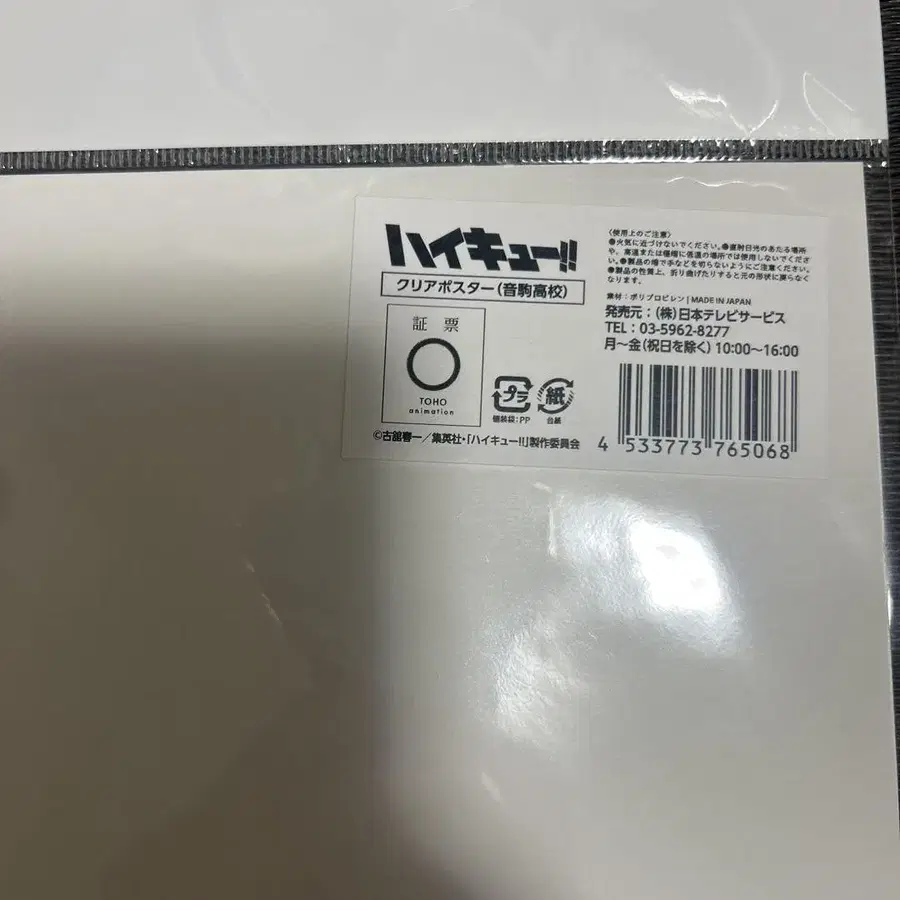 ハイキュー!!
クリアポスター(音駒高校)
証票
TOHO
animation
プラ
個装袋:PP
紙
台紙
©古舘春一/集英社・「ハイキュー!!」製作委員会
〈使用上のご注意〉
●火気に近づけないでください。●直射日光のあたる場所
や、高温または極端に低温の場所では使用しないでくださ
い。●製品の端で手などを切らないようにご注意ください。
●製品の性質上、折り曲げたりすると元の形状に戻らなく
なります。
素材:ポリプロピレン | MADE IN JAPAN
発売元:(株)日本テレビサービス
TEL:03-5962-8277
月~金(祝日を除く)10:00~16:00
4 533773 765068